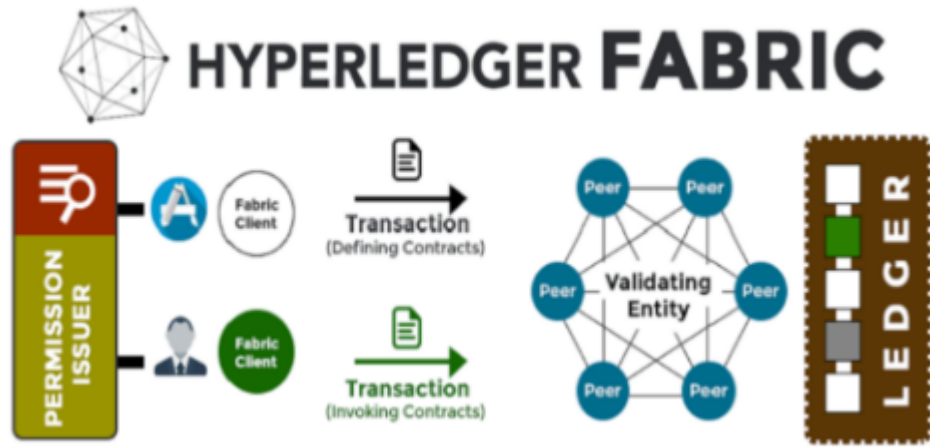 HYPERLEDGER FABRIC
PERMISSION
ISSUER
Fabric
Client
Transaction
(Defining Contracts)
Fabric
Client
Transaction
(Invoking Contracts)
Peer
Peer
Peer
Validating
Entity
Peer
Peer
Peer
LEDGER